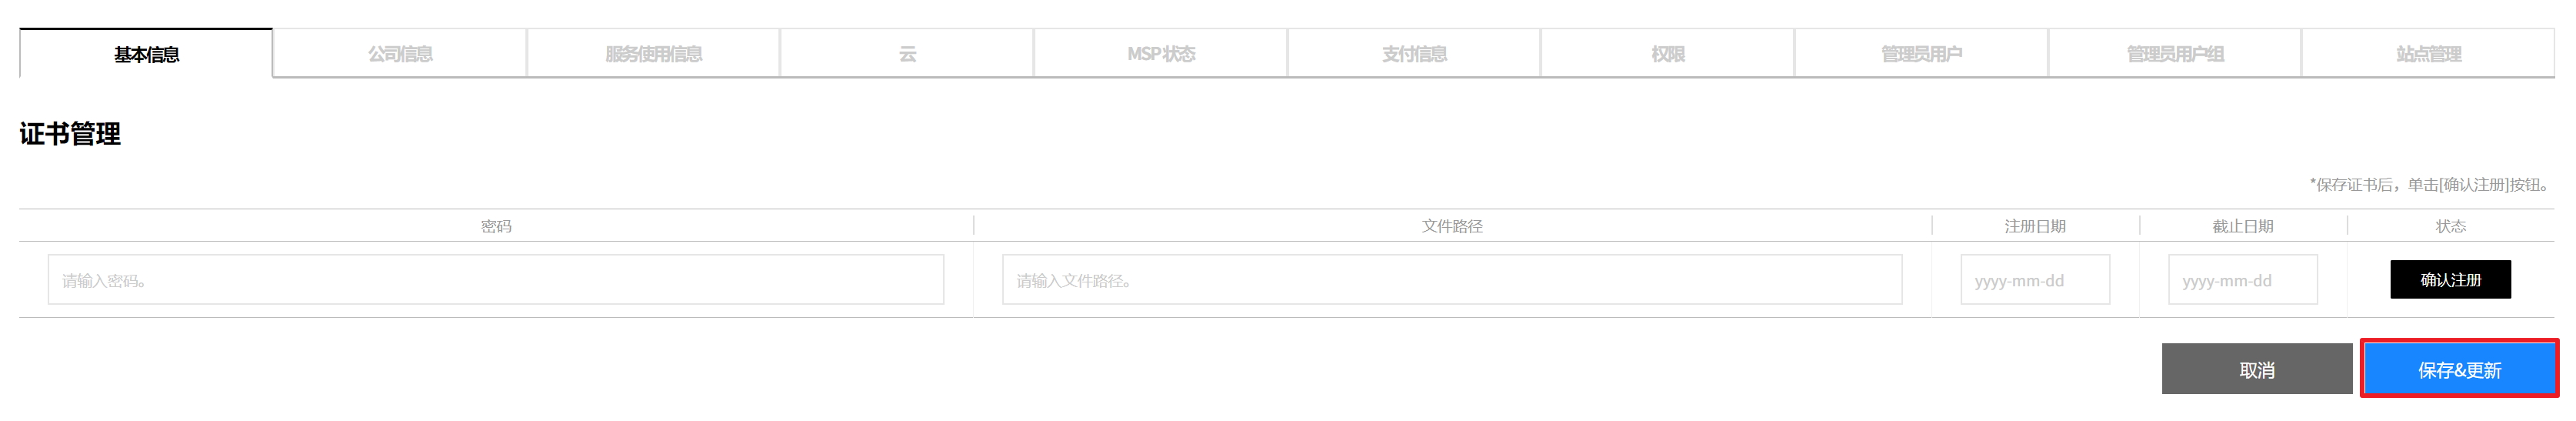 基本信息 公司信息 服务使用信息 云 MSP 状态 支付信息 权限 管理员用户 管理员用户组 站点管理
证书管理
*保存证书后，单击[确认注册]按钮。
密码 文件路径 注册日期 截止日期 状态
请输入密码。 请输入文件路径。 yyyy-mm-dd yyyy-mm-dd 确认注册
取消 保存&更新